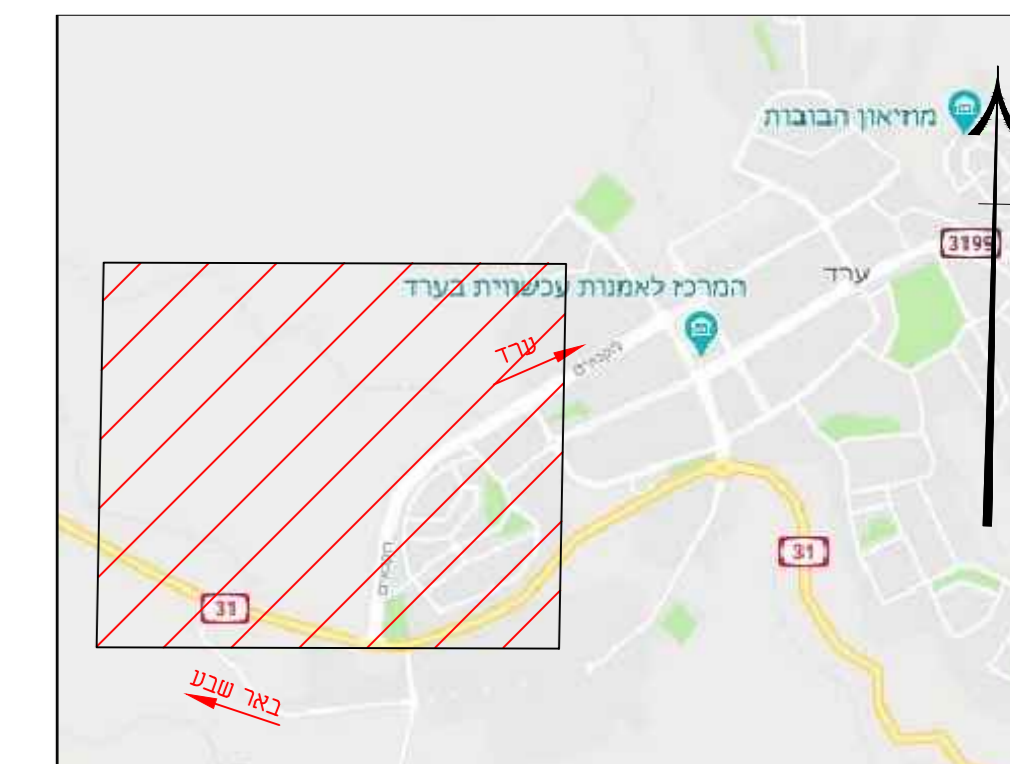 מוזיאון הבובות
3199
ערד
המרכז לאמנות עכשווית בערד
ערד
31
31
באר שבע